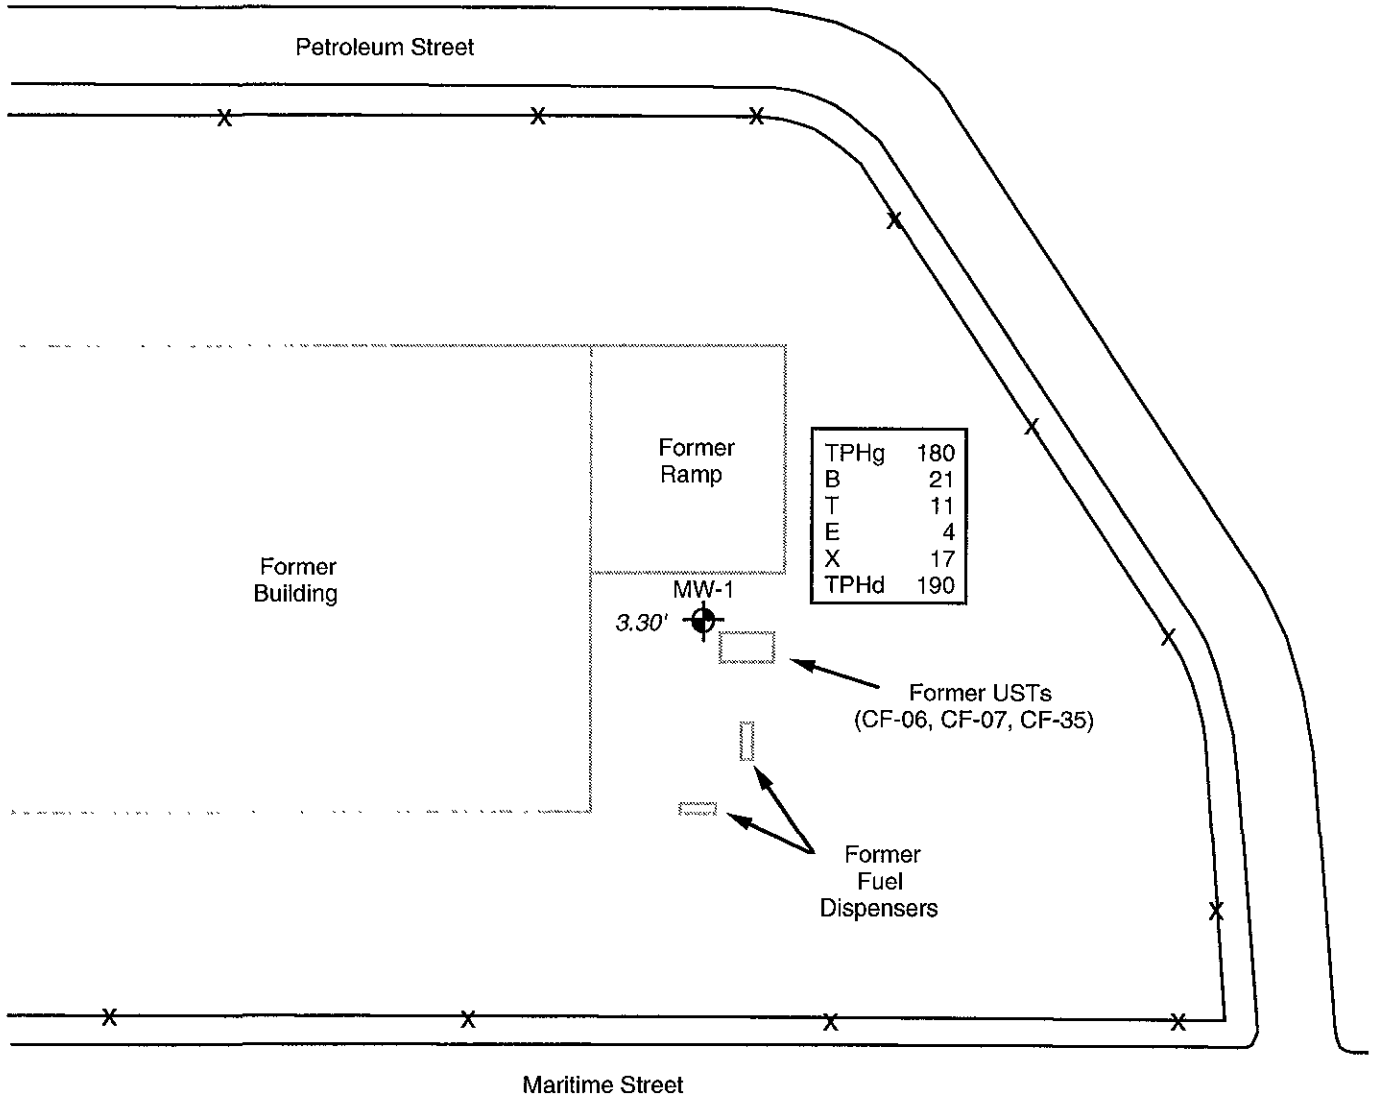 Petroleum Street
Former
Ramp
TPHg 180
B 21
T 11
E 4
X 17
TPHd 190
Former
Building
MW-1
3.30'
Former USTs
(CF-06, CF-07, CF-35)
Former
Fuel
Dispensers
Maritime Street